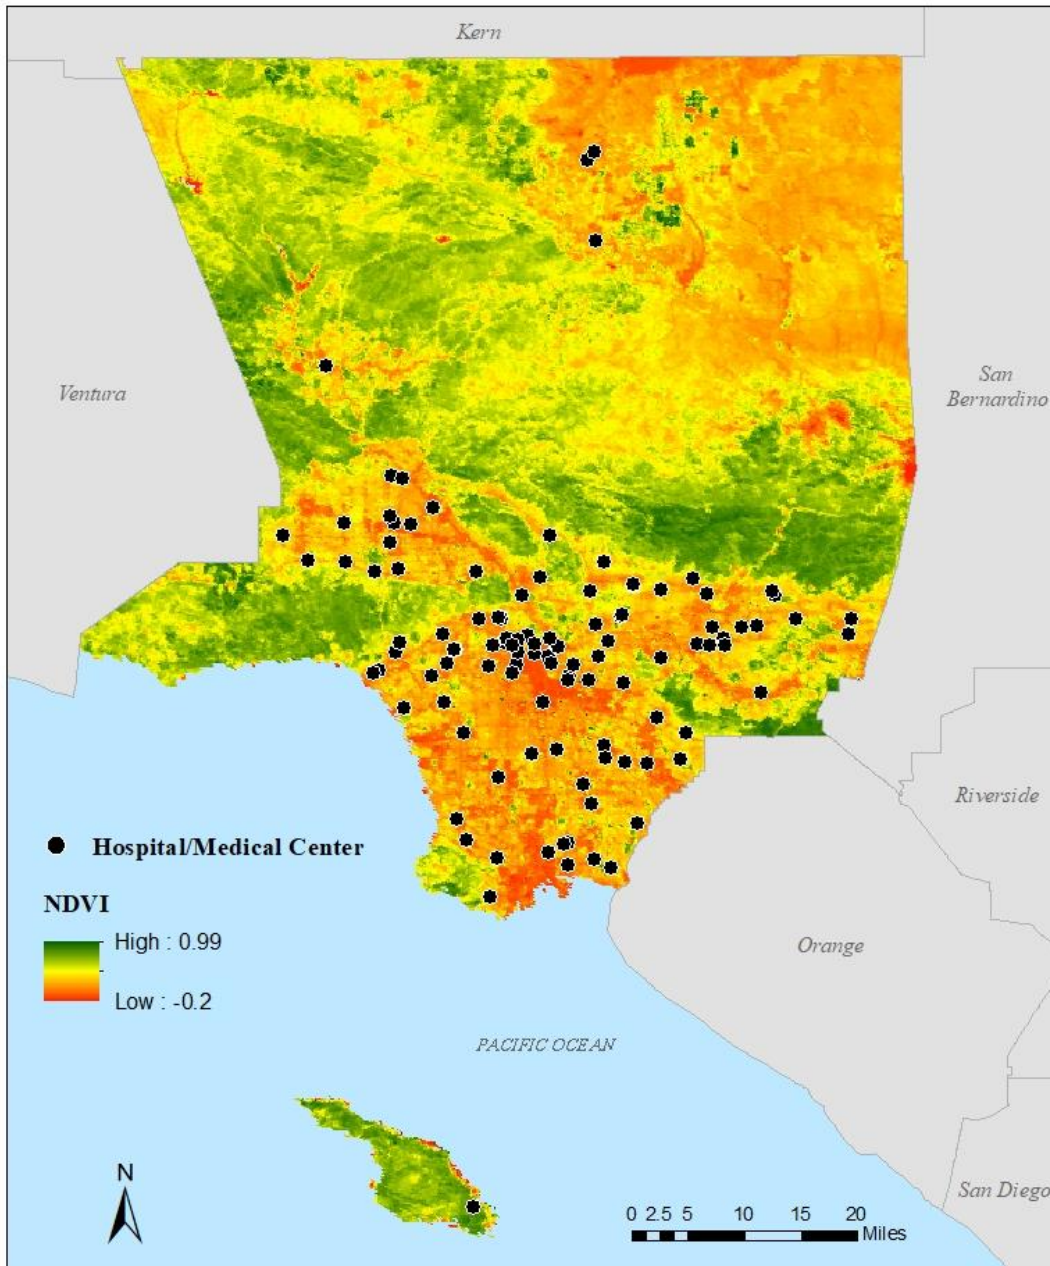 Kern
Ventura
San
Bernardino
Riverside
Hospital/Medical Center
NDVI
High : 0.99
Low : -0.2
Orange
PACIFIC OCEAN
N
San Diego
0 2.5 5 10 15 20
Miles